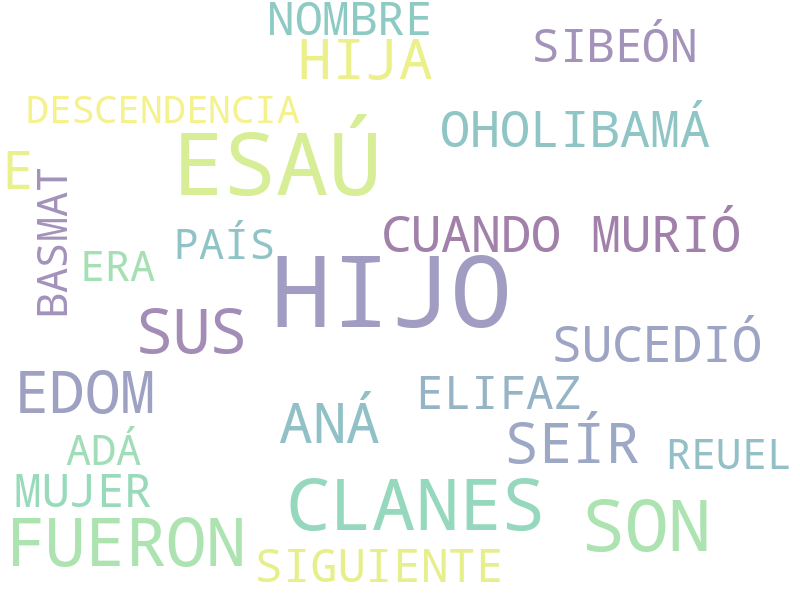 NOMBRE
HIJA
SIBEÓN
DESCENDENCIA
OHOLIBAMÁ
ESAÚ
E
BASMAT
PAÍS
CUANDO MURIÓ
ERA
HIJO
SUS
SUCEDIÓ
EDOM
ELIFAZ
ANÁ
SEÍR
ADÁ
REUEL
MUJER
CLANES
FUERON
SON
SIGUIENTE